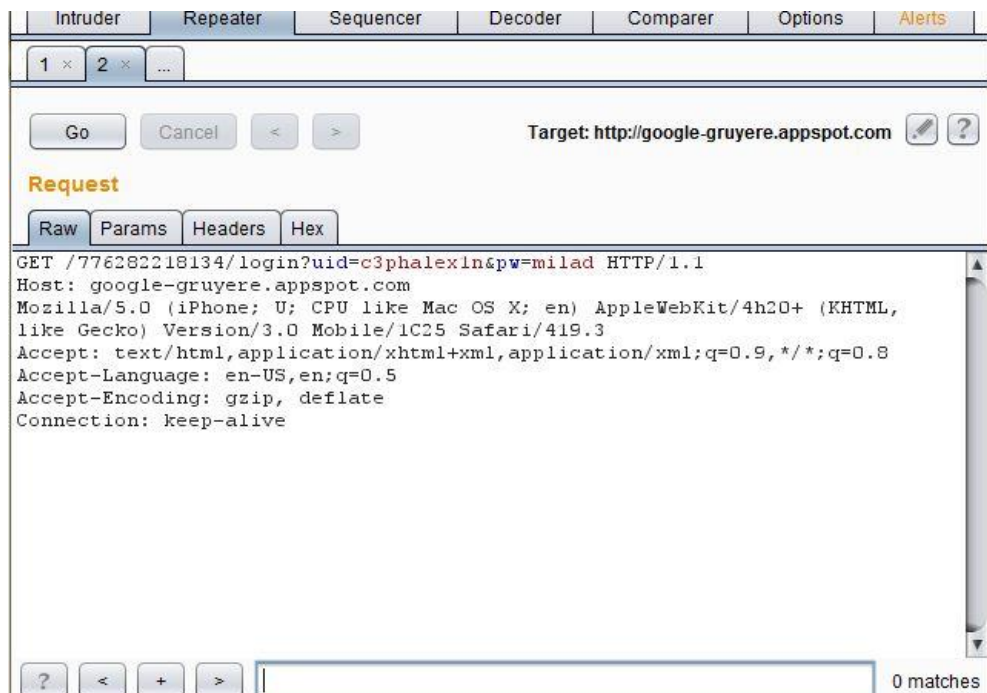 Intruder Repeater Sequencer Decoder Comparer Options Alerts
1 × 2 × ...
Go Cancel < > Target: http://google-gruyere.appspot.com ?
Request
Raw Params Headers Hex
GET /776282218134/login?uid=c3phalex1n&pw=milad HTTP/1.1
Host: google-gruyere.appspot.com
Mozilla/5.0 (iPhone; U; CPU like Mac OS X; en) AppleWebKit/4h20+ (KHTML,
like Gecko) Version/3.0 Mobile/1C25 Safari/419.3
Accept: text/html,application/xhtml+xml,application/xml;q=0.9,*/*;q=0.8
Accept-Language: en-US,en;q=0.5
Accept-Encoding: gzip, deflate
Connection: keep-alive
? < + > 0 matches